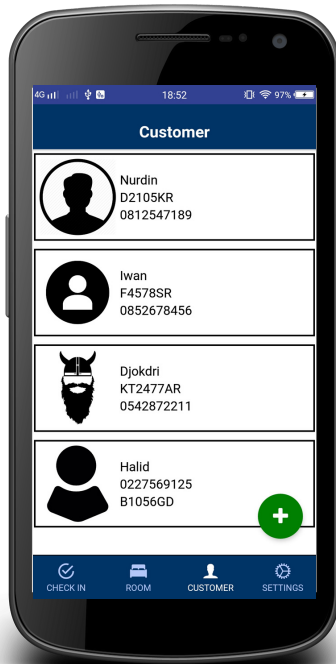 4G 18:52 97%
Customer
Nurdin
D2105KR
0812547189
Iwan
F4578SR
0852678456
Djokdri
KT2477AR
0542872211
Halid
0227569125
B1056GD
CHECK IN ROOM CUSTOMER SETTINGS